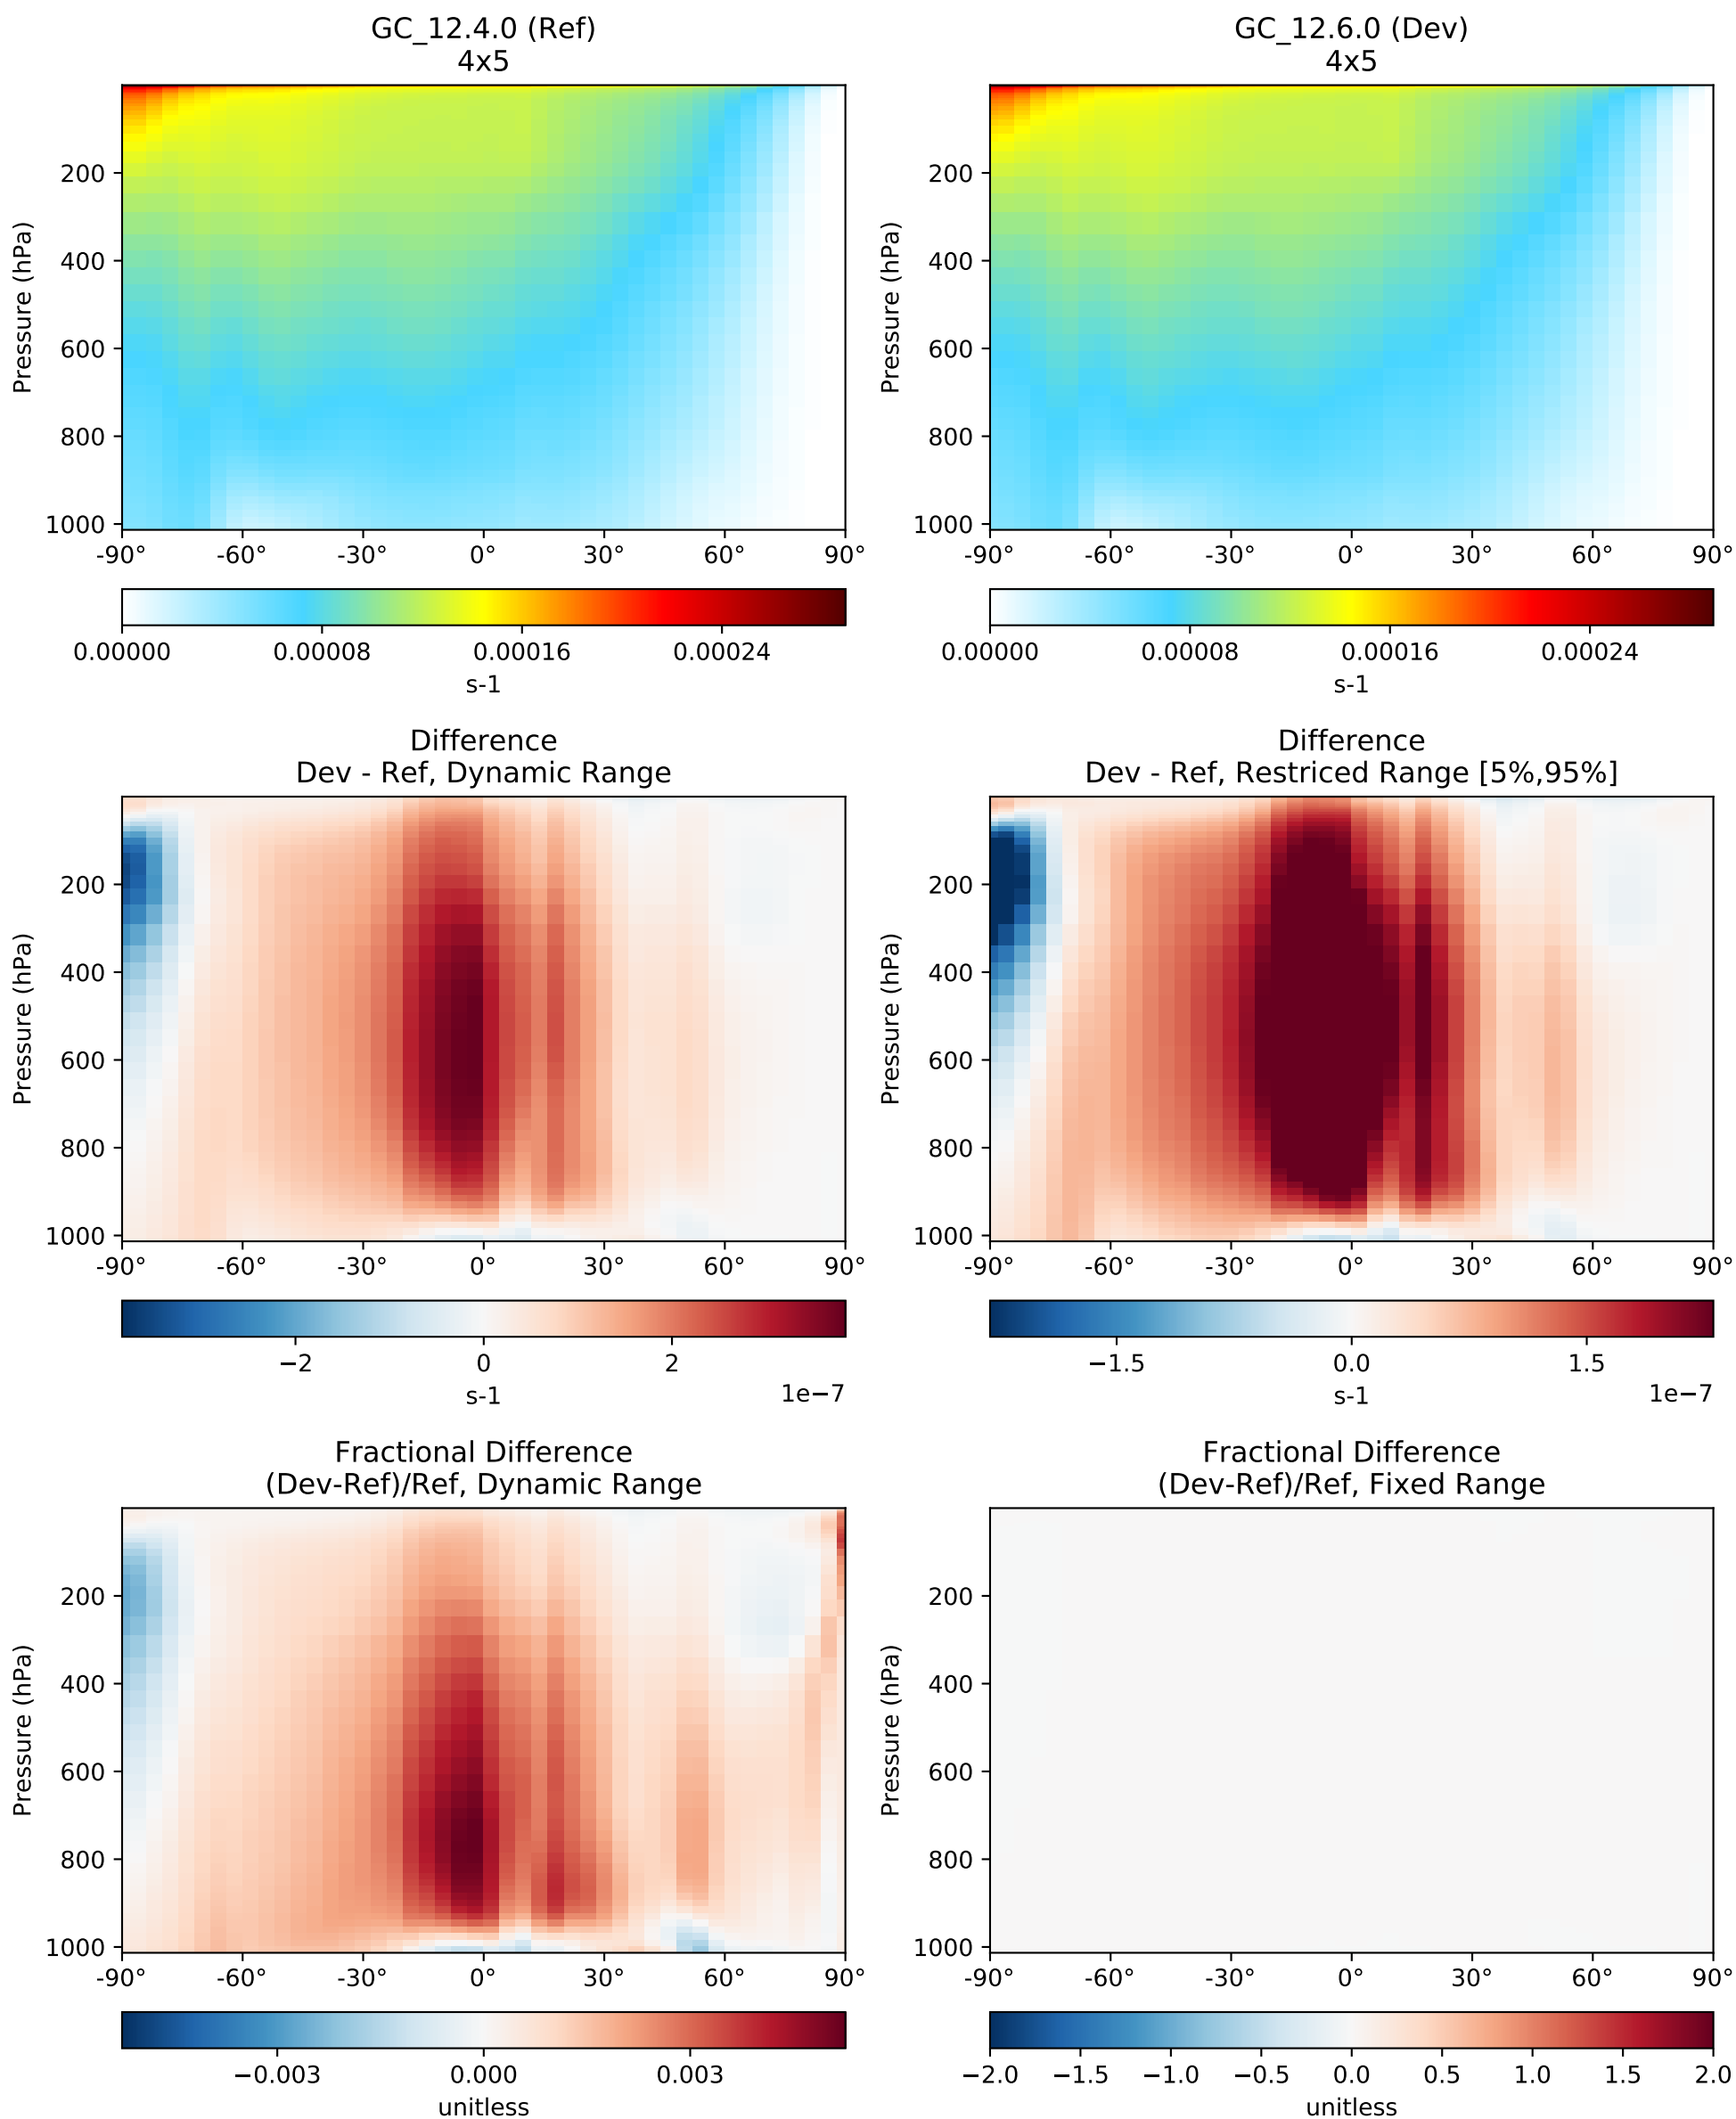 GC_12.4.0 (Ref)
4x5
Pressure (hPa)
200
400
600
800
1000
-90° -60° -30° 0° 30° 60° 90°
0.00000 0.00008 0.00016 0.00024
s-1
GC_12.6.0 (Dev)
4x5
Pressure (hPa)
200
400
600
800
1000
-90° -60° -30° 0° 30° 60° 90°
0.00000 0.00008 0.00016 0.00024
s-1
Difference
Dev - Ref, Dynamic Range
Pressure (hPa)
200
400
600
800
1000
-90° -60° -30° 0° 30° 60° 90°
−2 0 2
s-1 1e−7
Difference
Dev - Ref, Restriced Range [5%,95%]
Pressure (hPa)
200
400
600
800
1000
-90° -60° -30° 0° 30° 60° 90°
−1.5 0.0 1.5
s-1 1e−7
Fractional Difference
(Dev-Ref)/Ref, Dynamic Range
Pressure (hPa)
200
400
600
800
1000
-90° -60° -30° 0° 30° 60° 90°
−0.003 0.000 0.003
unitless
Fractional Difference
(Dev-Ref)/Ref, Fixed Range
Pressure (hPa)
200
400
600
800
1000
-90° -60° -30° 0° 30° 60° 90°
−2.0 −1.5 −1.0 −0.5 0.0 0.5 1.0 1.5 2.0
unitless